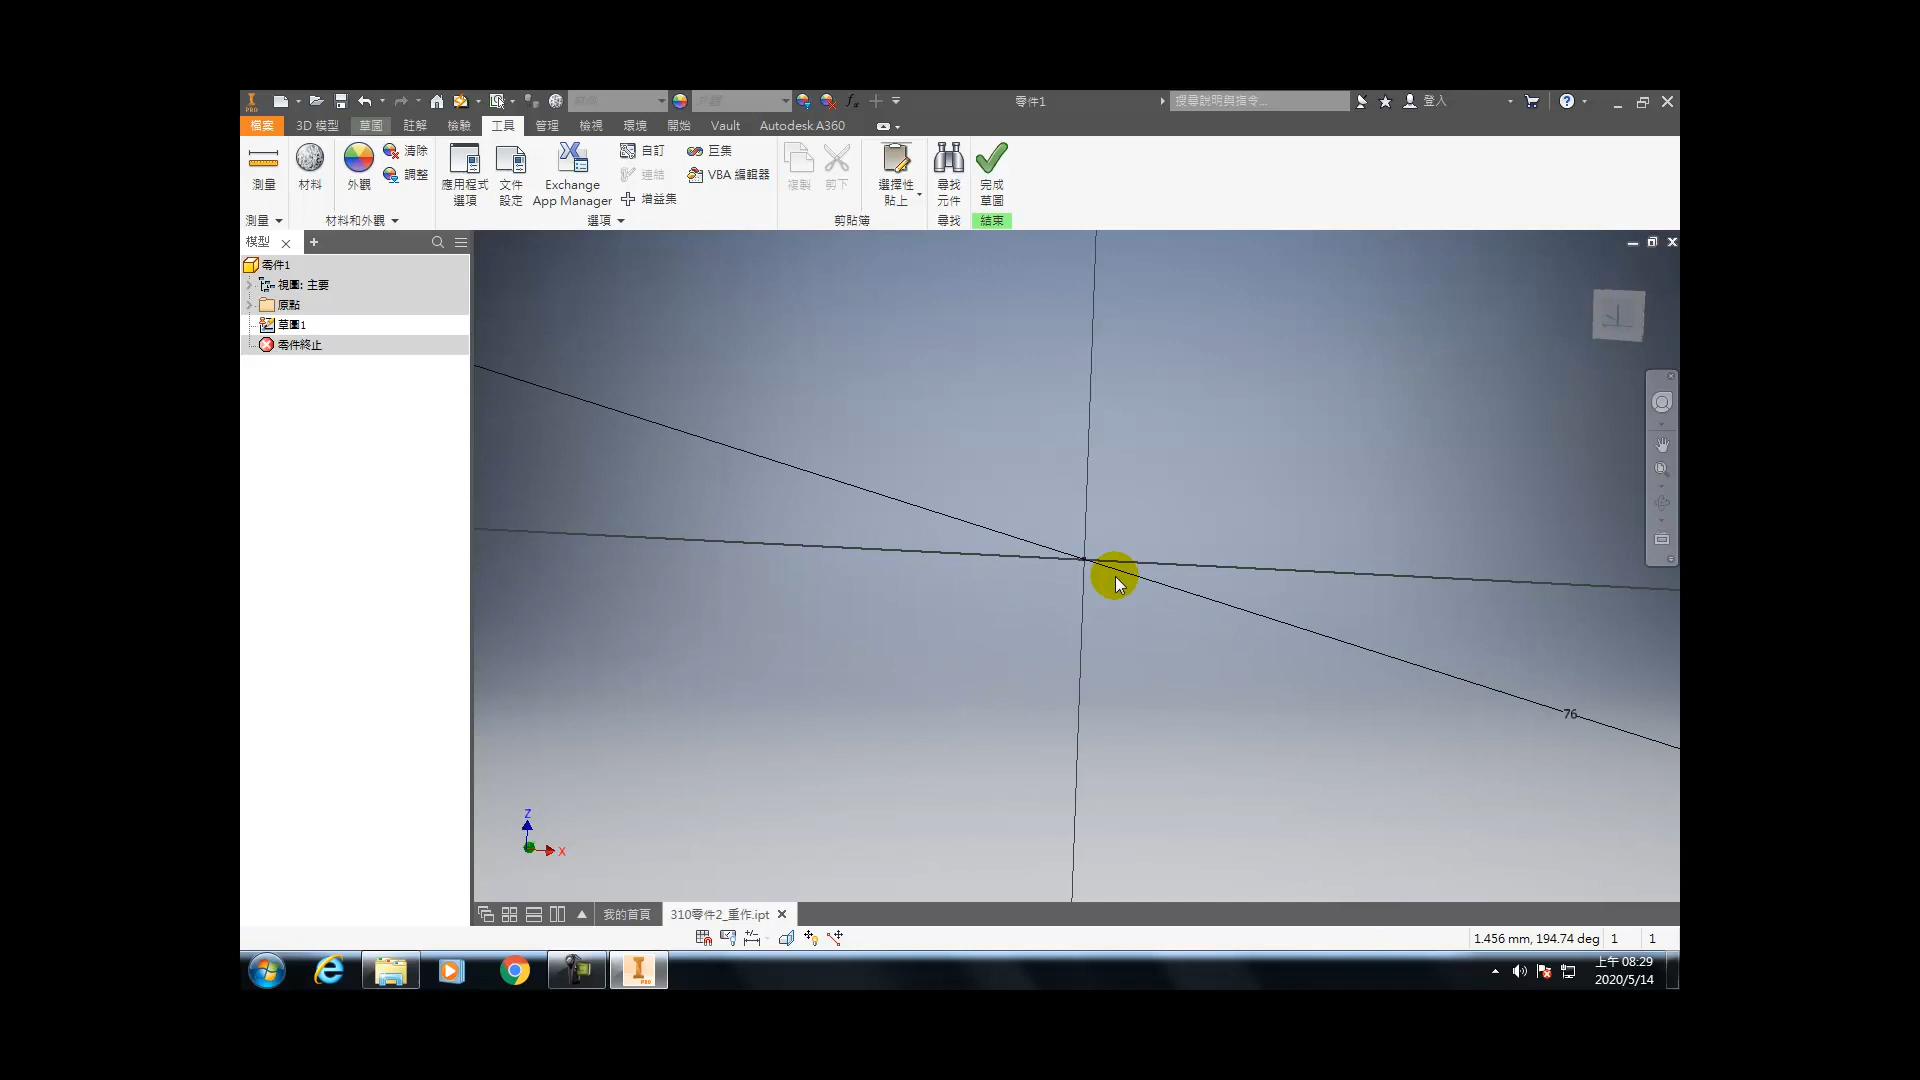 PRO
零件1
搜尋說明與指令...
登入
檔案 3D 模型 草圖 註解 檢驗 工具 管理 檢視 環境 開始 Vault Autodesk A360
測量
材料
外觀
清除
調整
應用程式
選項
文件
設定
Exchange
App Manager
自訂
連結
增益集
巨集
VBA 編輯器
複製
剪下
選擇性
貼上
尋找
元件
完成
草圖
測量 材料和外觀 選項 剪貼簿 尋找 結束
模型
零件1
視圖: 主要
原點
草圖1
零件終止
76
Z
X
我的首頁 310零件2_重作.ipt
1.456 mm, 194.74 deg 1 1
上午 08:29
2020/5/14
PRO